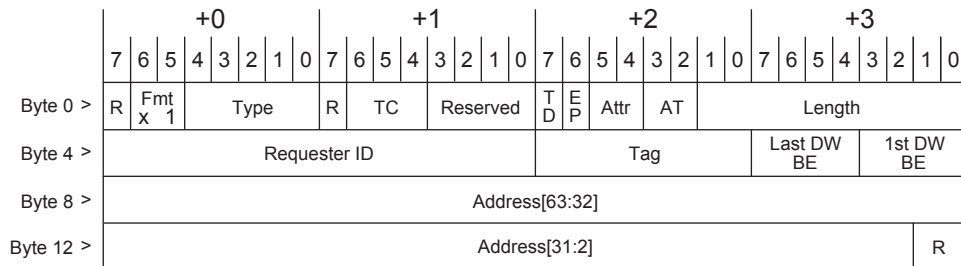 +0 +1 +2 +3
7 6 5 4 3 2 1 0 7 6 5 4 3 2 1 0 7 6 5 4 3 2 1 0 7 6 5 4 3 2 1 0
Byte 0 > R Fmt x 1 Type R TC Reserved TD EP Attr AT Length
Byte 4 > Requester ID Tag Last DW BE 1st DW BE
Byte 8 > Address[63:32]
Byte 12 > Address[31:2] R